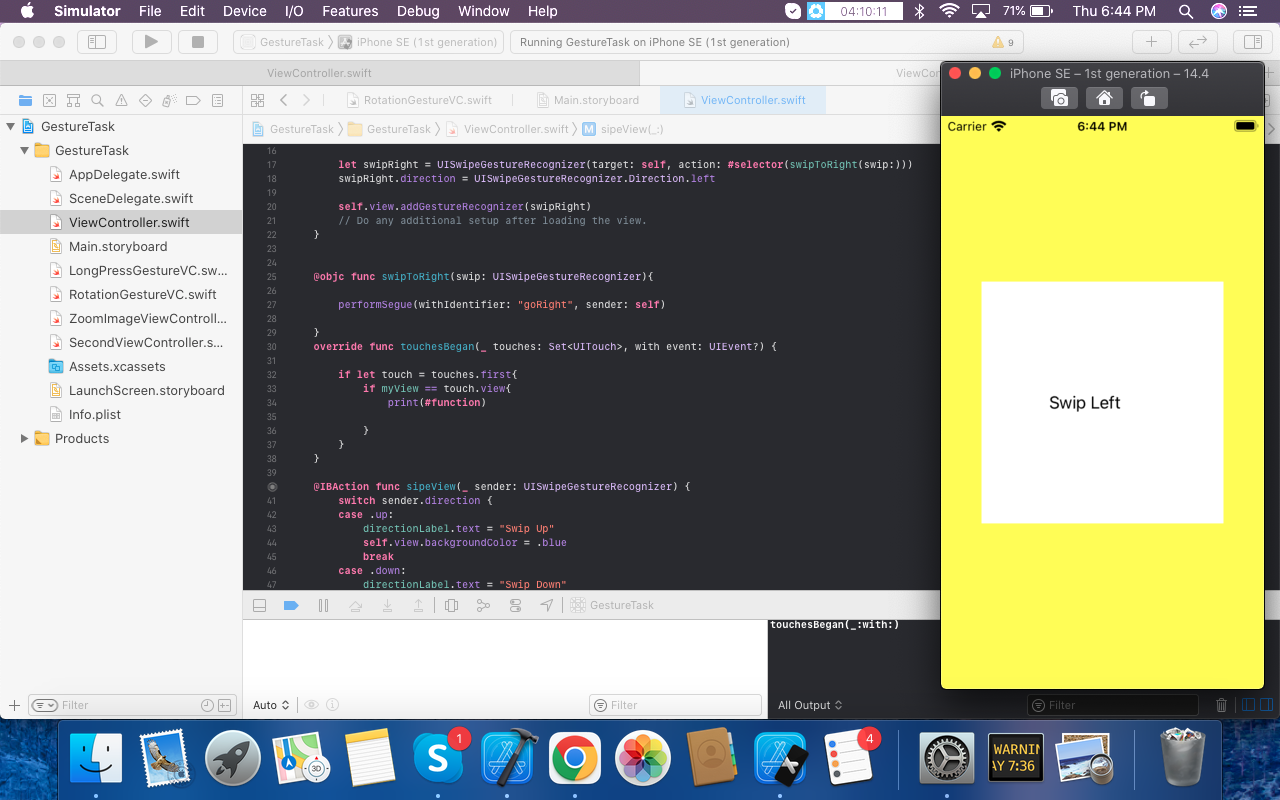 Simulator File Edit Device I/O Features Debug Window Help 04:10:11 71% Thu 6:44 PM
GestureTask iPhone SE (1st generation) Running GestureTask on iPhone SE (1st generation) 9
ViewController.swift ViewCon
RotationGestureVC.swift Main.storyboard ViewController.swift
GestureTask GestureTask ViewController.swift M sipeView(_:)
GestureTask
GestureTask
AppDelegate.swift
SceneDelegate.swift
ViewController.swift
Main.storyboard
LongPressGestureVC.sw...
RotationGestureVC.swift
ZoomImageViewControll...
SecondViewController.s...
Assets.xcassets
LaunchScreen.storyboard
Info.plist
Products
Filter
16
17 let swipRight = UISwipeGestureRecognizer(target: self, action: #selector(swipToRight(swip:)))
18 swipRight.direction = UISwipeGestureRecognizer.Direction.left
19
20 self.view.addGestureRecognizer(swipRight)
21 // Do any additional setup after loading the view.
22 }
23
24
25 @objc func swipToRight(swip: UISwipeGestureRecognizer){
26
27 performSegue(withIdentifier: "goRight", sender: self)
28
29 }
30 override func touchesBegan(_ touches: Set<UITouch>, with event: UIEvent?) {
31
32 if let touch = touches.first{
33 if myView == touch.view{
34 print(#function)
35
36 }
37 }
38 }
39
@IBAction func sipeView(_ sender: UISwipeGestureRecognizer) {
41 switch sender.direction {
42 case .up:
43 directionLabel.text = "Swip Up"
44 self.view.backgroundColor = .blue
45 break
46 case .down:
47 directionLabel.text = "Swip Down"
GestureTask
touchesBegan(_:with:)
Auto Filter All Output Filter
iPhone SE – 1st generation – 14.4
Carrier 6:44 PM
Swip Left
1
3D
4
WARNIN
AY 7:36